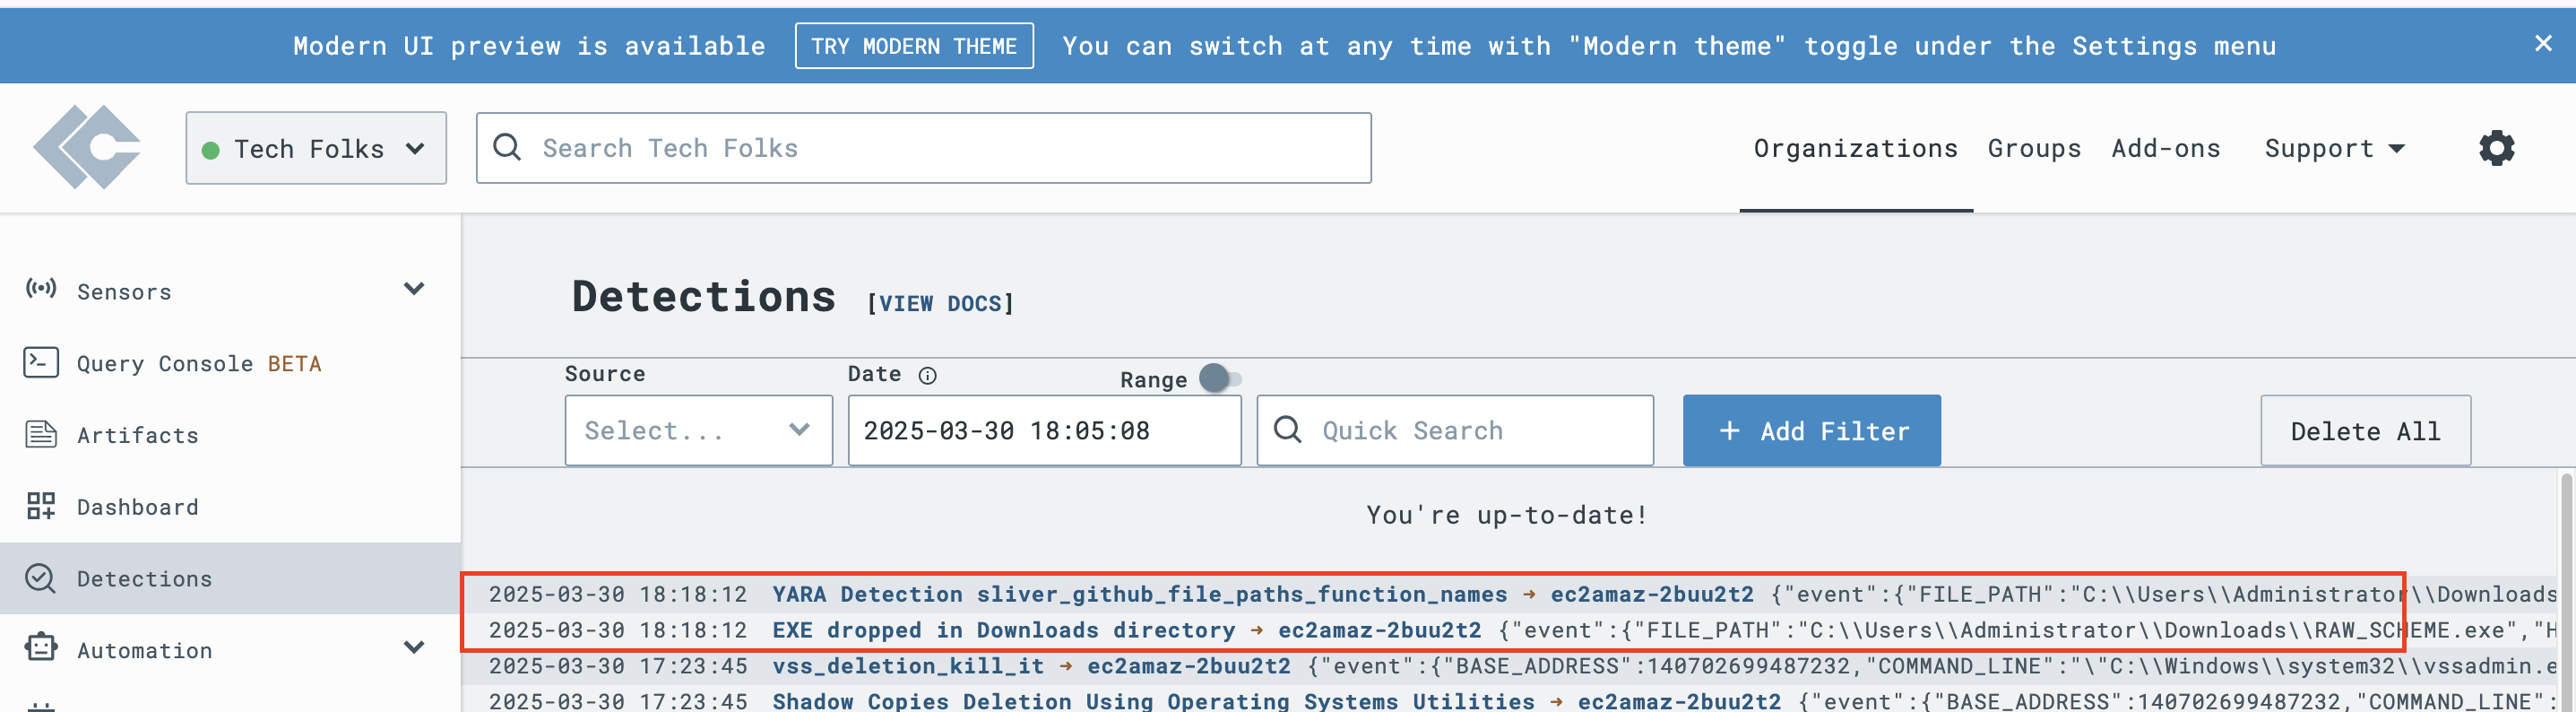 Modern UI preview is available TRY MODERN THEME You can switch at any time with "Modern theme" toggle under the Settings menu
Tech Folks
Search Tech Folks
Organizations Groups Add-ons Support
Sensors
Query Console BETA
Artifacts
Dashboard
Detections
Automation
Detections [VIEW DOCS]
Source Date Range
Select... 2025-03-30 18:05:08 Quick Search + Add Filter Delete All
You're up-to-date!
2025-03-30 18:18:12 YARA Detection sliver_github_file_paths_function_names → ec2amaz-2buu2t2 {"event":{"FILE_PATH":"C:\\Users\\Administrator\\Downloads
2025-03-30 18:18:12 EXE dropped in Downloads directory → ec2amaz-2buu2t2 {"event":{"FILE_PATH":"C:\\Users\\Administrator\\Downloads\\RAW_SCHEME.exe","H
2025-03-30 17:23:45 vss_deletion_kill_it → ec2amaz-2buu2t2 {"event":{"BASE_ADDRESS":140702699487232,"COMMAND_LINE":"\"C:\\Windows\\system32\\vssadmin.e
2025-03-30 17:23:45 Shadow Copies Deletion Using Operating Systems Utilities → ec2amaz-2buu2t2 {"event":{"BASE_ADDRESS":140702699487232,"COMMAND_LINE":